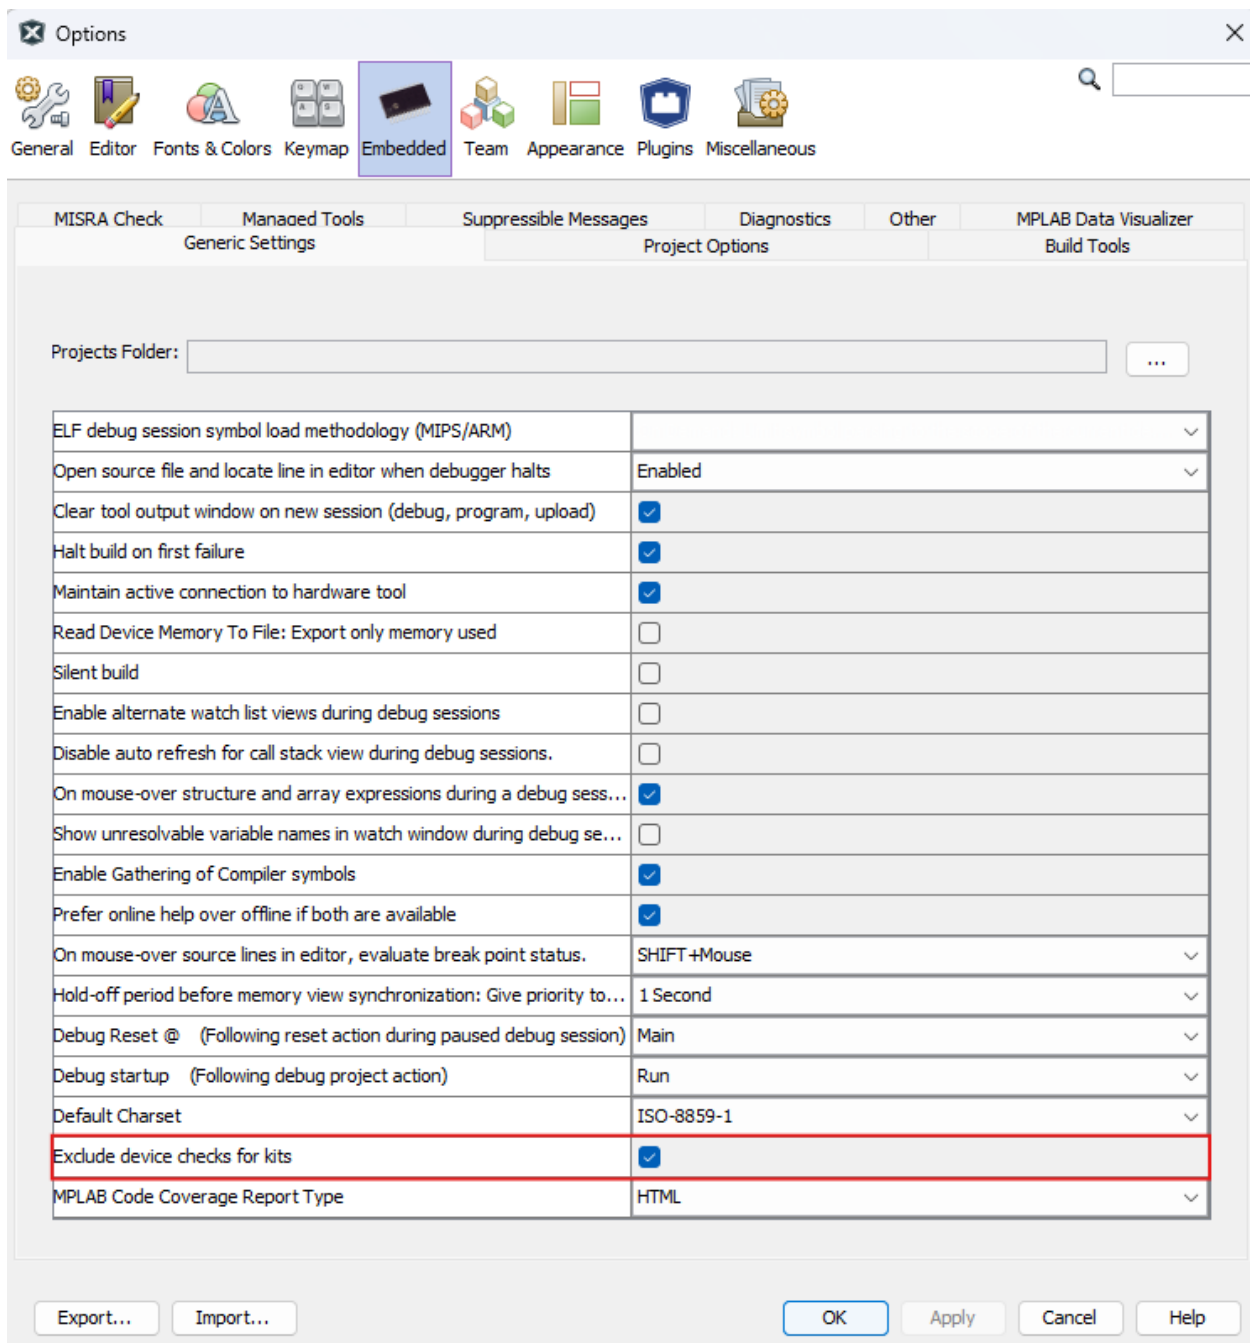 Options
General Editor Fonts & Colors Keymap Embedded Team Appearance Plugins Miscellaneous
MISRA Check Managed Tools Suppressible Messages Diagnostics Other MPLAB Data Visualizer
Generic Settings Project Options Build Tools
Projects Folder: ...
ELF debug session symbol load methodology (MIPS/ARM)
Open source file and locate line in editor when debugger halts Enabled
Clear tool output window on new session (debug, program, upload)
Halt build on first failure
Maintain active connection to hardware tool
Read Device Memory To File: Export only memory used
Silent build
Enable alternate watch list views during debug sessions
Disable auto refresh for call stack view during debug sessions.
On mouse-over structure and array expressions during a debug sess...
Show unresolvable variable names in watch window during debug se...
Enable Gathering of Compiler symbols
Prefer online help over offline if both are available
On mouse-over source lines in editor, evaluate break point status. SHIFT+Mouse
Hold-off period before memory view synchronization: Give priority to... 1 Second
Debug Reset @ (Following reset action during paused debug session) Main
Debug startup (Following debug project action) Run
Default Charset ISO-8859-1
Exclude device checks for kits
MPLAB Code Coverage Report Type HTML
Export... Import... OK Apply Cancel Help